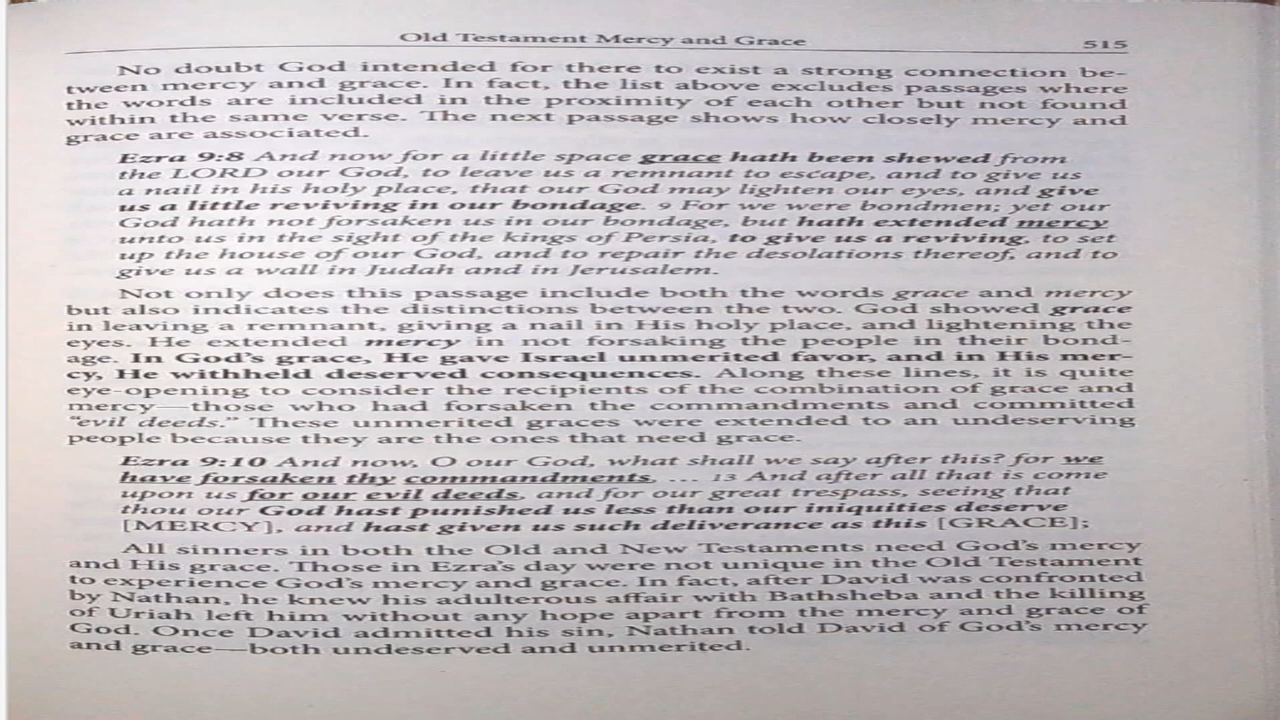 Old Testament Mercy and Grace 515
No doubt God intended for there to exist a strong connection be-
tween mercy and grace. In fact, the list above excludes passages where
the words are included in the proximity of each other but not found
within the same verse. The next passage shows how closely mercy and
grace are associated.
Ezra 9:8 And now for a little space grace hath been shewed from
the LORD our God, to leave us a remnant to escape, and to give us
a nail in his holy place, that our God may lighten our eyes, and give
us a little reviving in our bondage. 9 For we were bondmen; yet our
God hath not forsaken us in our bondage, but hath extended mercy
unto us in the sight of the kings of Persia, to give us a reviving, to set
up the house of our God, and to repair the desolations thereof, and to
give us a wall in Judah and in Jerusalem.
Not only does this passage include both the words grace and mercy
but also indicates the distinctions between the two. God showed grace
in leaving a remnant, giving a nail in His holy place, and lightening the
eyes. He extended mercy in not forsaking the people in their bond-
age. In God's grace, He gave Israel unmerited favor, and in His mer-
cy, He withheld deserved consequences. Along these lines, it is quite
eye-opening to consider the recipients of the combination of grace and
mercy—those who had forsaken the commandments and committed
"evil deeds." These unmerited graces were extended to an undeserving
people because they are the ones that need grace.
Ezra 9:10 And now, O our God, what shall we say after this? for we
have forsaken thy commandments, ... 13 And after all that is come
upon us for our evil deeds, and for our great trespass, seeing that
thou our God hast punished us less than our iniquities deserve
[MERCY], and hast given us such deliverance as this [GRACE];
All sinners in both the Old and New Testaments need God's mercy
and His grace. Those in Ezra's day were not unique in the Old Testament
to experience God's mercy and grace. In fact, after David was confronted
by Nathan, he knew his adulterous affair with Bathsheba and the killing
of Uriah left him without any hope apart from the mercy and grace of
God. Once David admitted his sin, Nathan told David of God's mercy
and grace—both undeserved and unmerited.